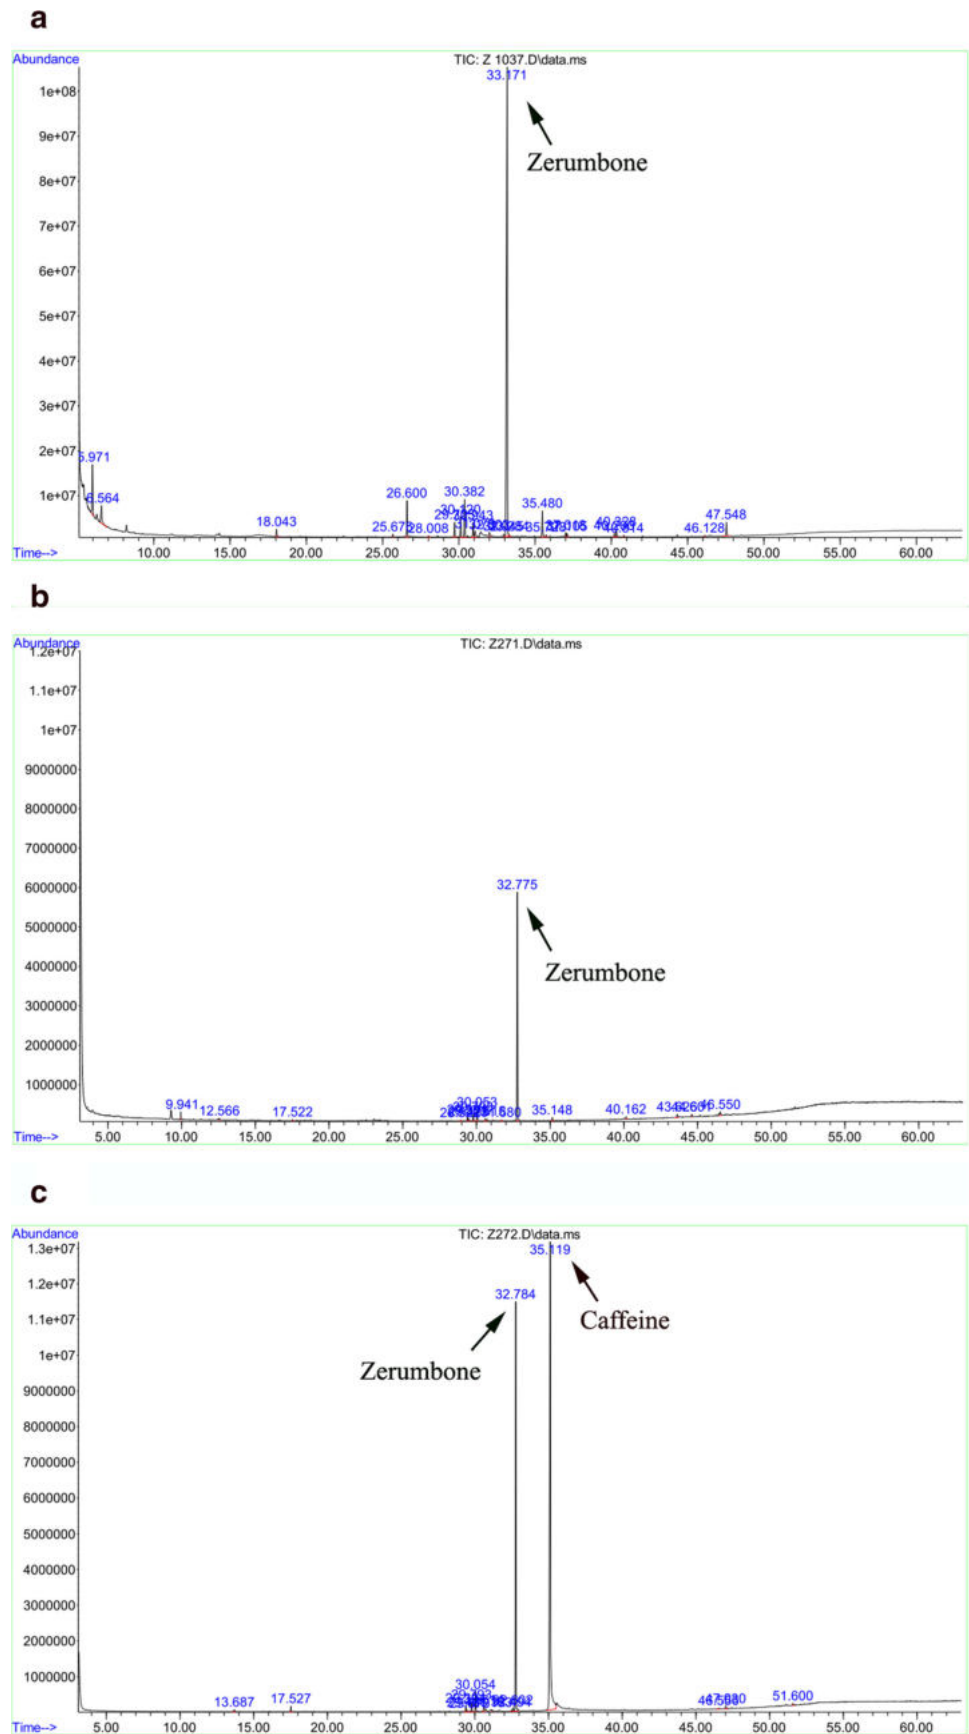 a
Abundance
TIC: Z 1037.D\data.ms
33.171
1e+08
Zerumbone
9e+07
8e+07
7e+07
6e+07
5e+07
4e+07
3e+07
2e+07
5.971
1e+07
6.564
26.600
30.382
35.480
47.548
18.043
25.673
28.008
46.128
Time-->
10.00 15.00 20.00 25.00 30.00 35.00 40.00 45.00 50.00 55.00 60.00
b
Abundance
TIC: Z271.D\data.ms
1.2e+07
1.1e+07
1e+07
9000000
8000000
7000000
6000000
32.775
5000000
Zerumbone
4000000
3000000
2000000
1000000
30.053
9.941
12.566
17.522
35.148
40.162
46.550
Time-->
5.00 10.00 15.00 20.00 25.00 30.00 35.00 40.00 45.00 50.00 55.00 60.00
c
Abundance
TIC: Z272.D\data.ms
1.3e+07
35.119
1.2e+07
32.784
Caffeine
1.1e+07
Zerumbone
1e+07
9000000
8000000
7000000
6000000
5000000
4000000
3000000
2000000
1000000
30.054
13.687
17.527
51.600
Time-->
5.00 10.00 15.00 20.00 25.00 30.00 35.00 40.00 45.00 50.00 55.00 60.00